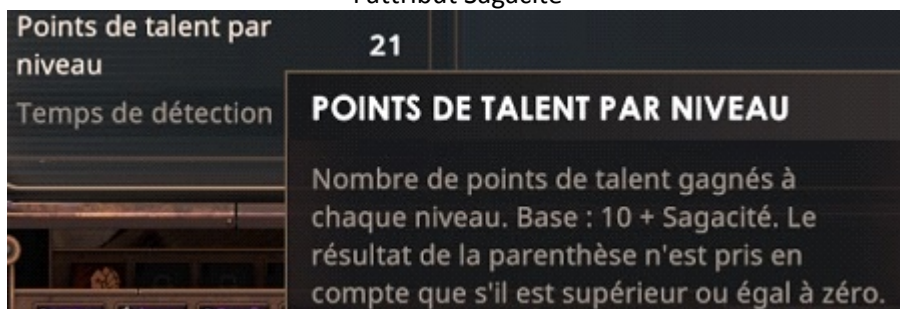 l'attribut Sagacité
Points de talent par
niveau
21
Temps de détection
POINTS DE TALENT PAR NIVEAU
Nombre de points de talent gagnés à
chaque niveau. Base : 10 + Sagacité. Le
résultat de la parenthèse n'est pris en
compte que s'il est supérieur ou égal à zéro.